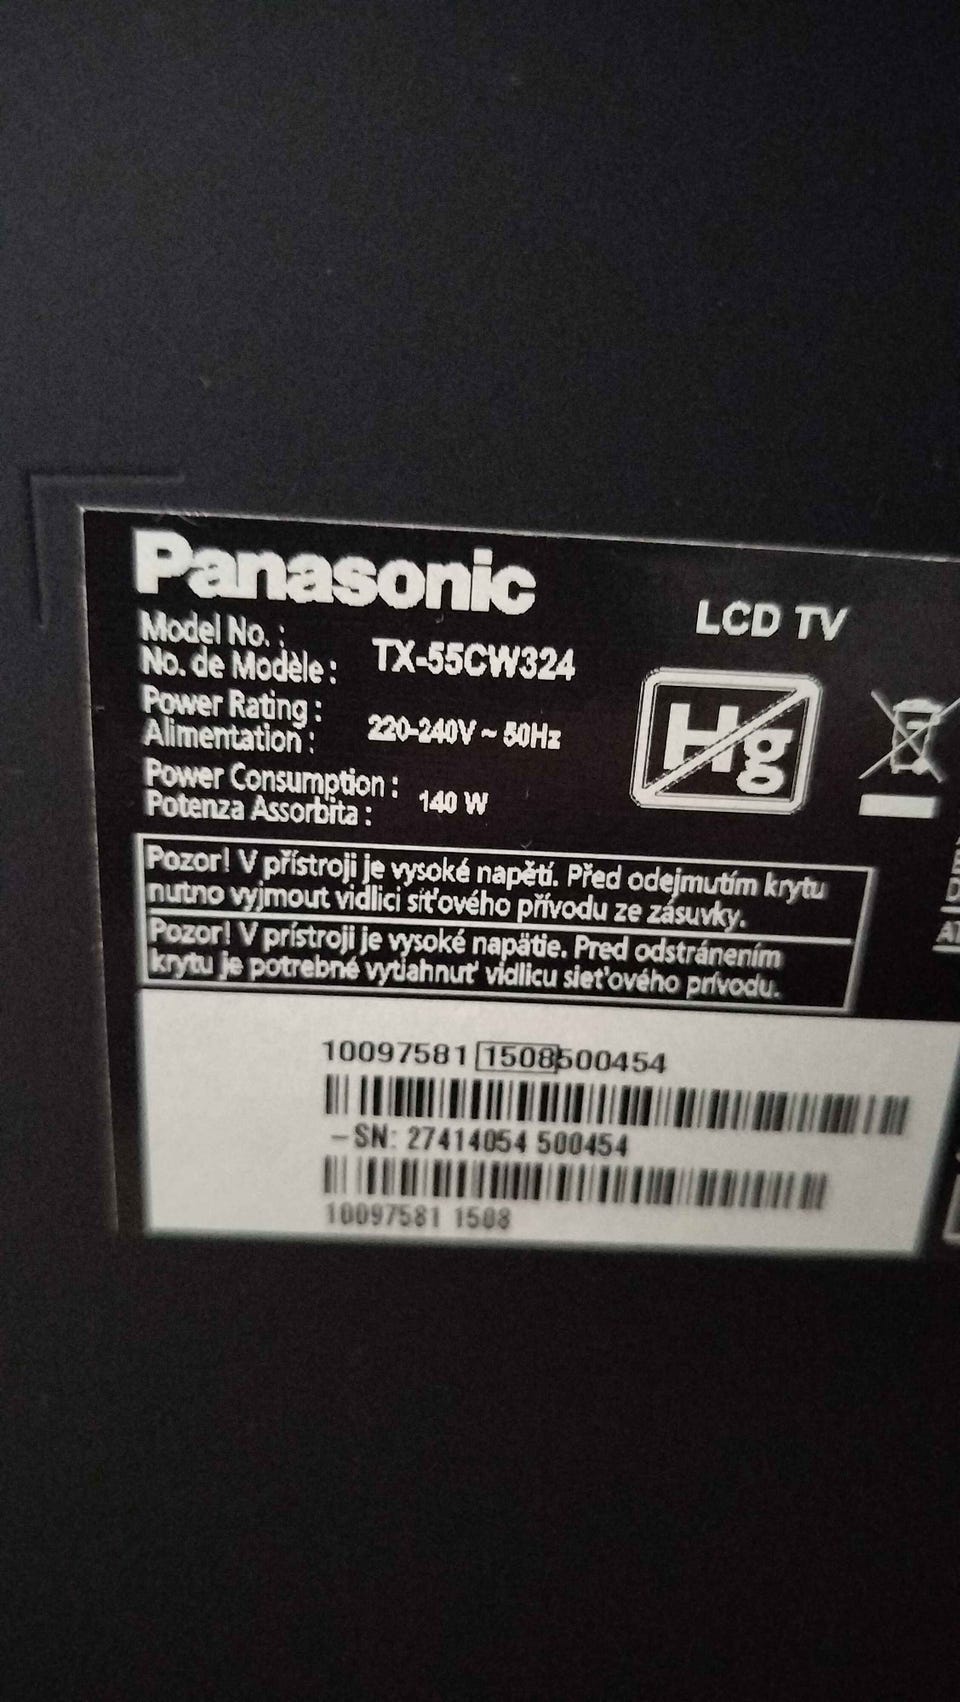 Panasonic
LCD TV
Model No. :
No. de Modèle : TX-55CW324
Power Rating :
Alimentation : 220-240V ~ 50Hz
Power Consumption :
Potenza Assorbita : 140 W
Hg
Pozor! V přístroji je vysoké napětí. Před odejmutím krytu
nutno vyjmout vidlici síťového přívodu ze zásuvky.
Pozor! V prístroji je vysoké napätie. Pred odstránením
krytu je potrebné vytiahnuť vidlicu sieťového prívodu.
10097581 1508 500454
-SN: 27414054 500454
10097581 1508